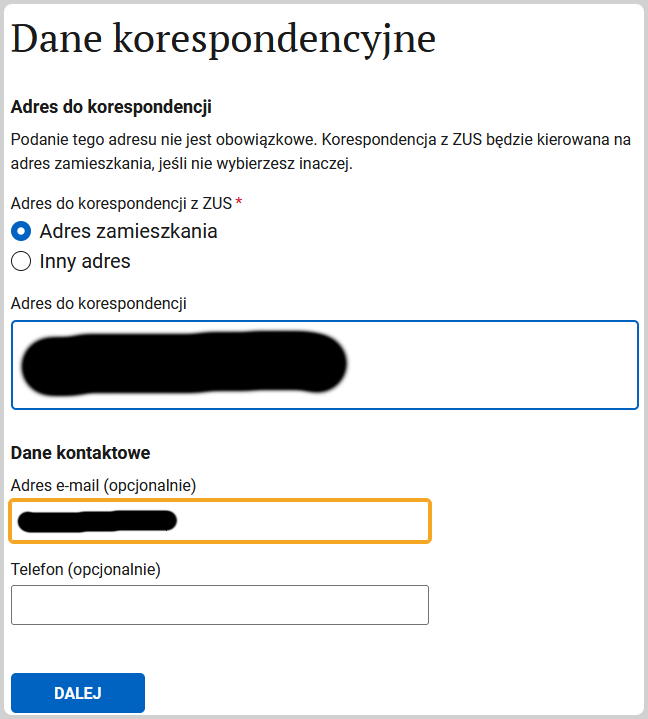 Dane korespondencyjne
Adres do korespondencji
Podanie tego adresu nie jest obowiązkowe. Korespondencja z ZUS będzie kierowana na
adres zamieszkania, jeśli nie wybierzesz inaczej.
Adres do korespondencji z ZUS *
Adres zamieszkania
Inny adres
Adres do korespondencji
Dane kontaktowe
Adres e-mail (opcjonalnie)
Telefon (opcjonalnie)
DALEJ